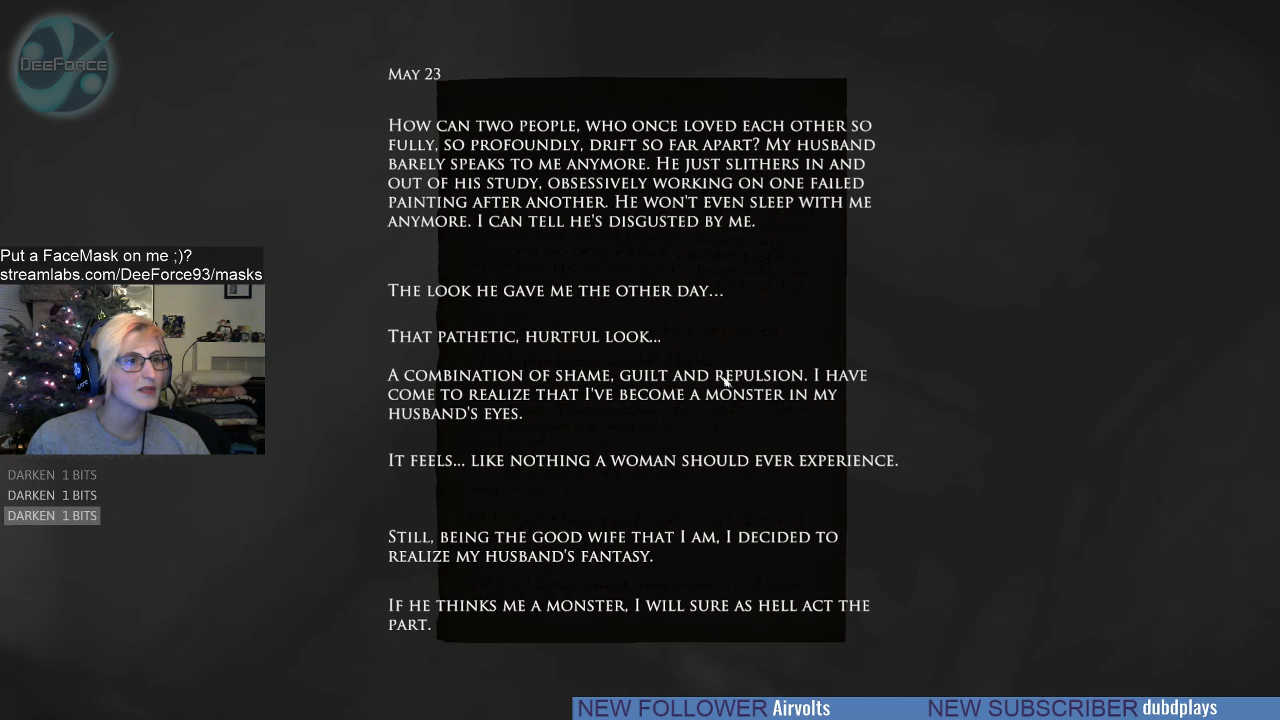 DeeForce
May 23
How can two people, who once loved each other so
fully, so profoundly, drift so far apart? My husband
barely speaks to me anymore. He just slithers in and
out of his study, obsessively working on one failed
painting after another. He won't even sleep with me
anymore. I can tell he's disgusted by me.
The look he gave me the other day...
That pathetic, hurtful look...
A combination of shame, guilt and repulsion. I have
come to realize that I've become a monster in my
husband's eyes.
It feels... like nothing a woman should ever experience.
Still, being the good wife that I am, I decided to
realize my husband's fantasy.
If he thinks me a monster, I will sure as hell act the
part.
Put a FaceMask on me ;)?
streamlabs.com/DeeForce93/masks
DARKEN 1 BITS
DARKEN 1 BITS
DARKEN 1 BITS
NEW FOLLOWER Airvolts NEW SUBSCRIBER dubdplays